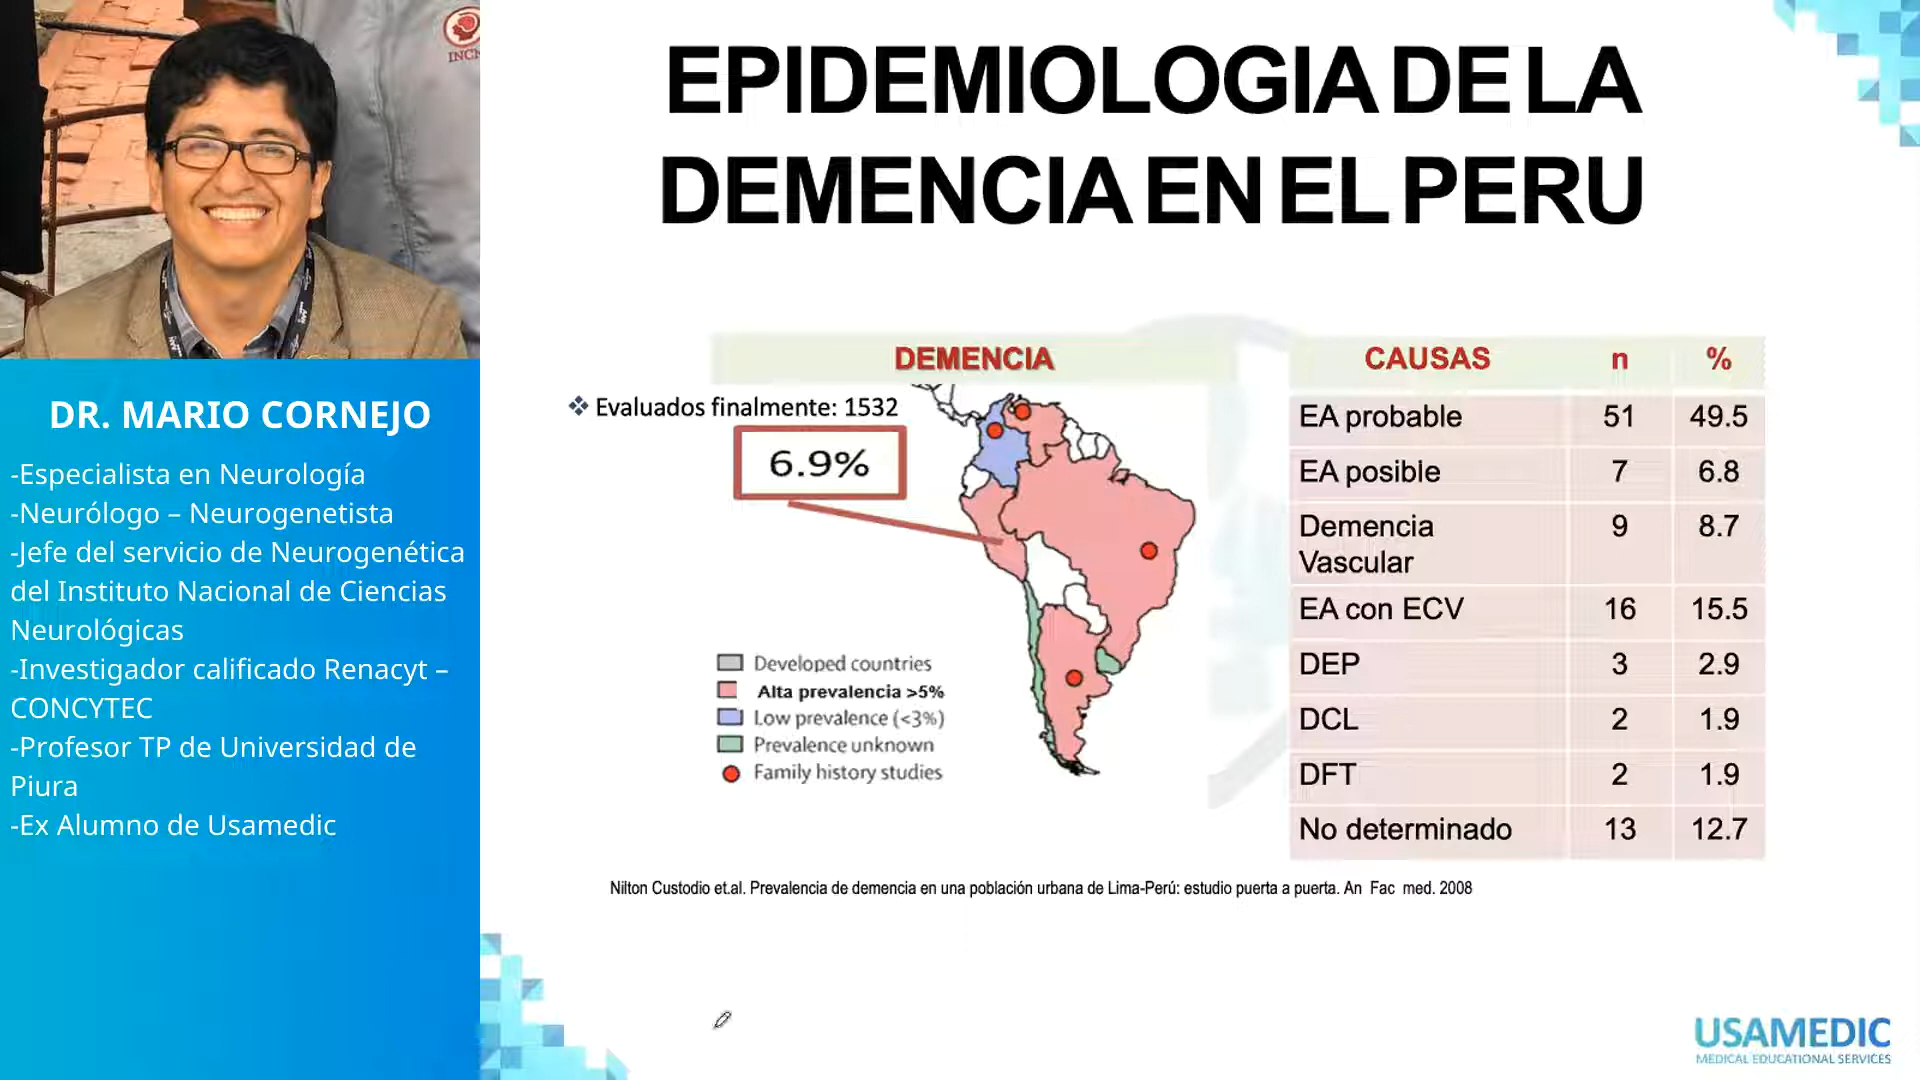 INCN
DR. MARIO CORNEJO
-Especialista en Neurología
-Neurólogo – Neurogenetista
-Jefe del servicio de Neurogenética
del Instituto Nacional de Ciencias
Neurológicas
-Investigador calificado Renacyt –
CONCYTEC
-Profesor TP de Universidad de
Piura
-Ex Alumno de Usamedic
EPIDEMIOLOGIA DE LA
DEMENCIA EN EL PERU
DEMENCIA
❖ Evaluados finalmente: 1532
6.9%
Developed countries
Alta prevalencia >5%
Low prevalence (<3%)
Prevalence unknown
Family history studies
CAUSAS n %
EA probable 51 49.5
EA posible 7 6.8
Demencia 9 8.7
Vascular
EA con ECV 16 15.5
DEP 3 2.9
DCL 2 1.9
DFT 2 1.9
No determinado 13 12.7
Nilton Custodio et.al. Prevalencia de demencia en una población urbana de Lima-Perú: estudio puerta a puerta. An Fac med. 2008
USAMEDIC
MEDICAL EDUCATIONAL SERVICES